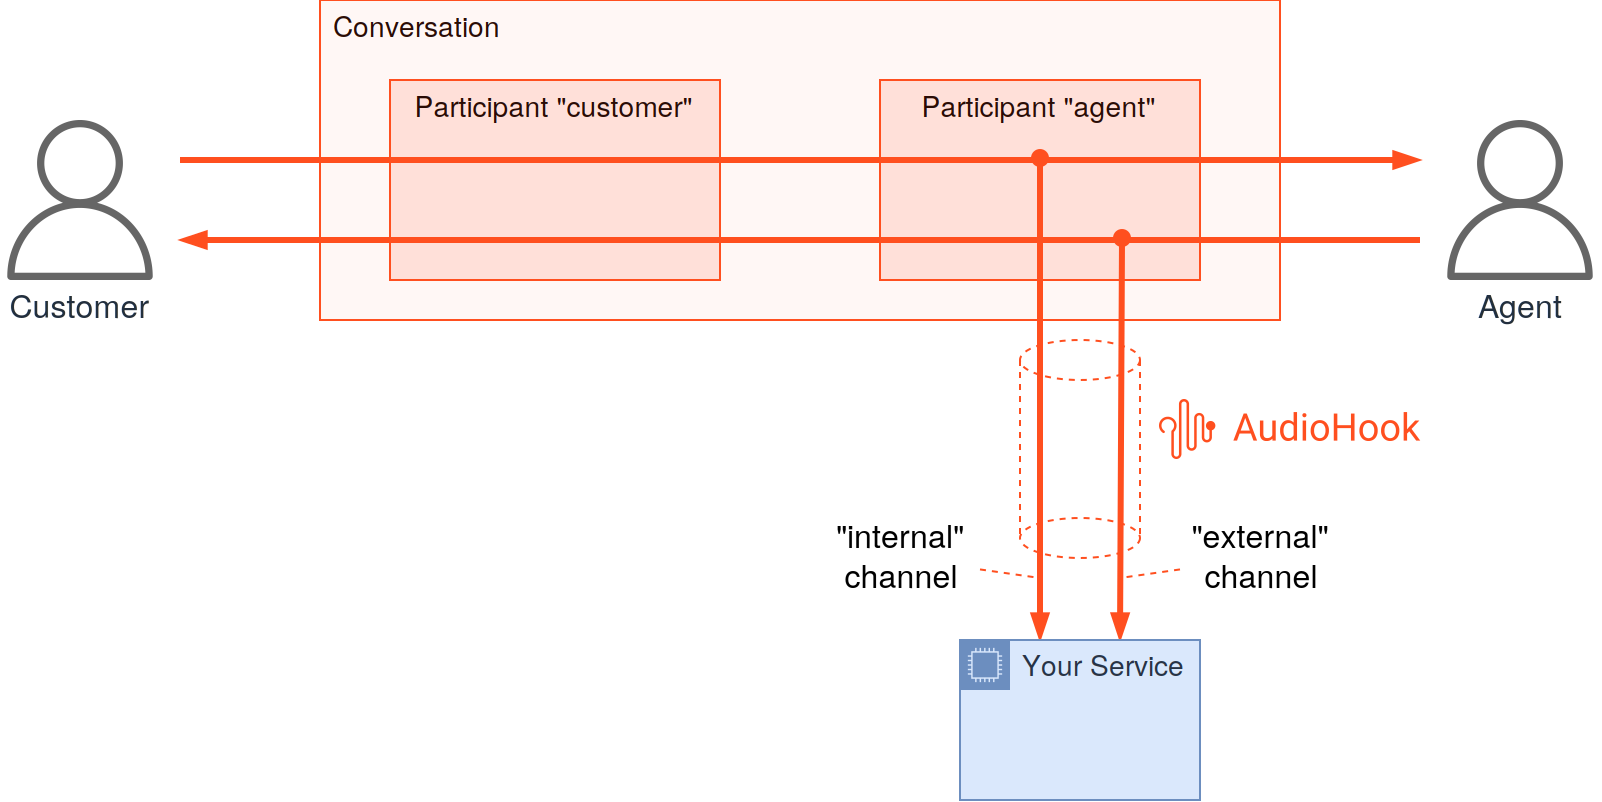 Conversation
Participant "customer"
Participant "agent"
Customer
Agent
AudioHook
"internal"
channel
"external"
channel
Your Service